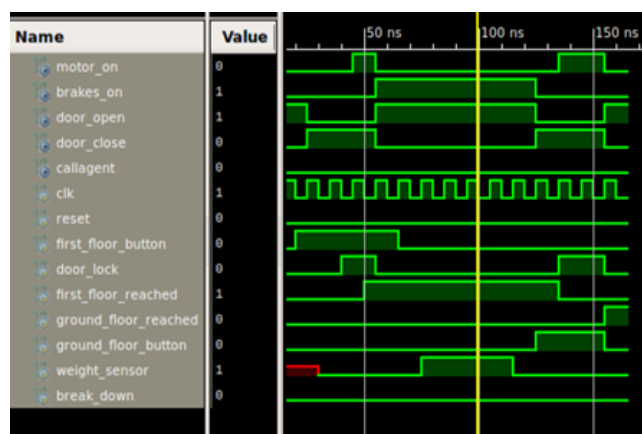 Name Value 50 ns 100 ns 150 ns
motor_on 0
brakes_on 1
door_open 1
door_close 0
callagent 0
clk 1
reset 0
first_floor_button 0
door_lock 0
first_floor_reached 1
ground_floor_reached 0
ground_floor_button 0
weight_sensor 1
break_down 0